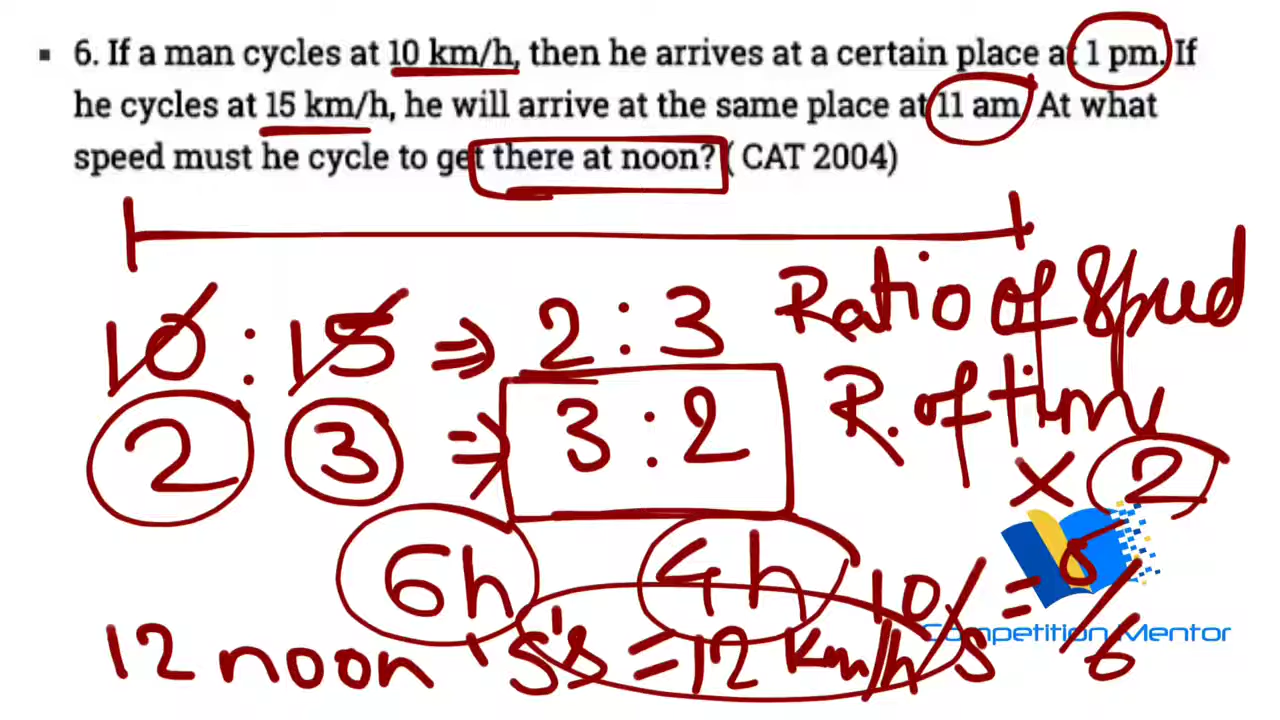 ▪ 6. If a man cycles at 10 km/h, then he arrives at a certain place at 1 pm. If
he cycles at 15 km/h, he will arrive at the same place at 11 am. At what
speed must he cycle to get there at noon? ( CAT 2004)
10 : 15 ⇒ 2 : 3 Ratio of Speed
2 3 ⇒ 3 : 2 R. of time
× 2
6h 4h 10/s = 5/6
Competition Mentor
12 noon 's's = 12 Km/h